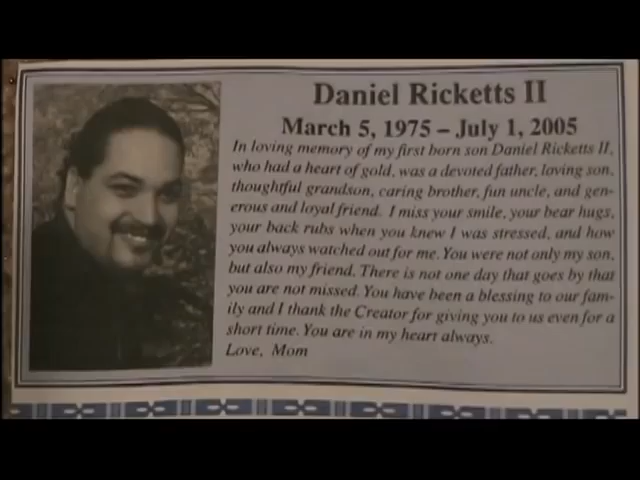 Daniel Ricketts II
March 5, 1975 – July 1, 2005
In loving memory of my first born son Daniel Ricketts II,
who had a heart of gold, was a devoted father, loving son,
thoughtful grandson, caring brother, fun uncle, and gen-
erous and loyal friend. I miss your smile, your bear hugs,
your back rubs when you knew I was stressed, and how
you always watched out for me. You were not only my son,
but also my friend. There is not one day that goes by that
you are not missed. You have been a blessing to our fam-
ily and I thank the Creator for giving you to us even for a
short time. You are in my heart always.
Love, Mom